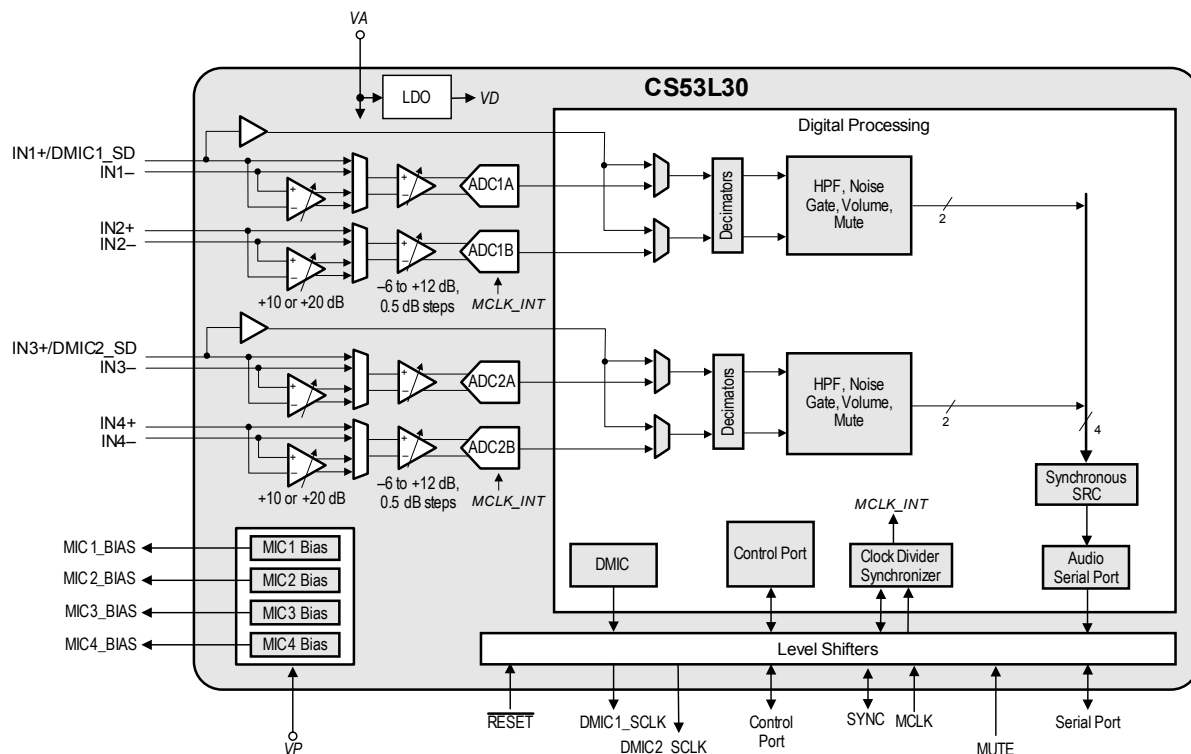 VA
CS53L30
LDO
VD
Digital Processing
IN1+/DMIC1_SD
IN1–
ADC1A
Decimators
HPF, Noise
Gate, Volume,
Mute
2
IN2+
IN2–
ADC1B
+10 or +20 dB
–6 to +12 dB,
0.5 dB steps
MCLK_INT
IN3+/DMIC2_SD
IN3–
ADC2A
Decimators
HPF, Noise
Gate, Volume,
Mute
2
4
IN4+
IN4–
ADC2B
+10 or +20 dB
–6 to +12 dB,
0.5 dB steps
MCLK_INT
Synchronous
SRC
MCLK_INT
MIC1_BIAS
MIC1 Bias
MIC2_BIAS
MIC2 Bias
MIC3_BIAS
MIC3 Bias
MIC4_BIAS
MIC4 Bias
DMIC
Control Port
Clock Divider
Synchronizer
Audio
Serial Port
Level Shifters
VP
RESET
DMIC1_SCLK
DMIC2_SCLK
Control
Port
SYNC
MCLK
MUTE
Serial Port